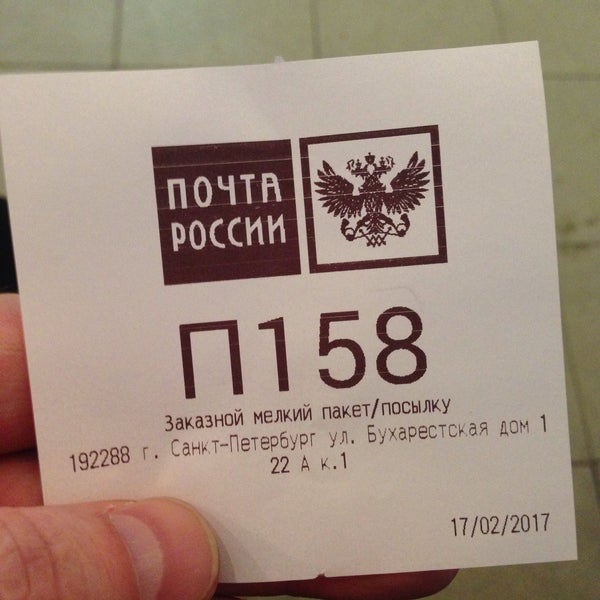 ПОЧТА
РОССИИ
П158
Заказной мелкий пакет/посылку
192288 г. Санкт-Петербург ул. Бухарестская дом 1
22 А к.1
17/02/2017